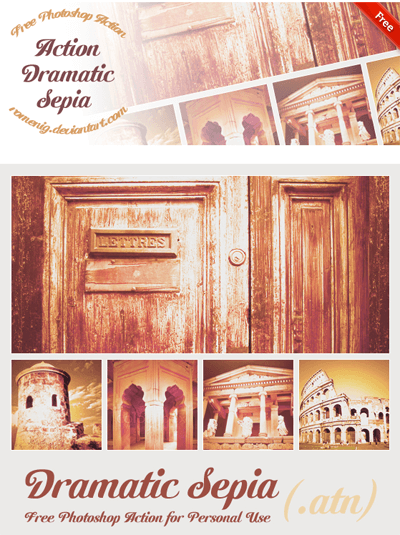 Free Photoshop Action
Free
Action
Dramatic
Sepia
romenig.deviantart.com
LETTRES
Dramatic Sepia
(.atn)
Free Photoshop Action for Personal Use